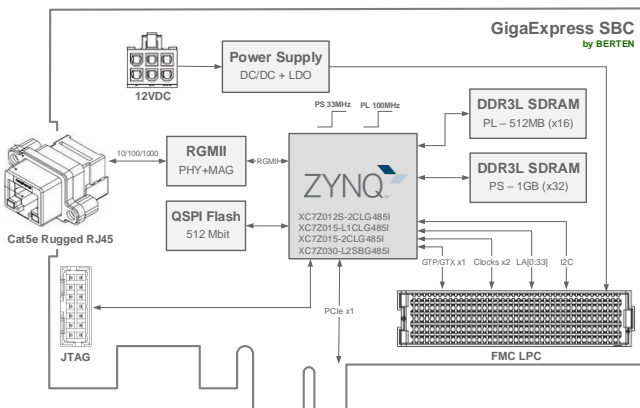 GigaExpress SBC
by BERTEN
Power Supply
DC/DC + LDO
12VDC
PS 33MHz
PL 100MHz
DDR3L SDRAM
PL – 512MB (x16)
10/100/1000
RGMII
PHY+MAG
RGMII
ZYNQ
DDR3L SDRAM
PS – 1GB (x32)
Cat5e Rugged RJ45
QSPI Flash
512 Mbit
XC7Z012S-2CLG485I
XC7Z015-L1CLG485I
XC7Z015-2CLG485I
XC7Z030-L2SBG485I
GTP/GTX x1
Clocks x2
LA[0:33]
I2C
PCIe x1
JTAG
FMC LPC